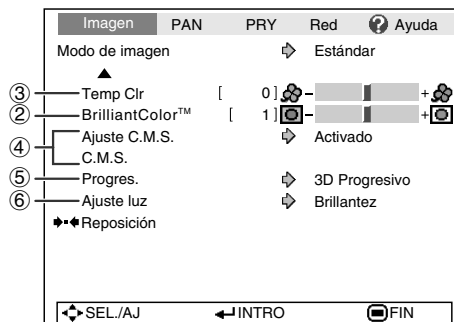 Imagen PAN PRY Red ? Ayuda
Modo de imagen Estándar
③ Temp Clr [ 0] - +
② BrilliantColor™ [ 1] - +
④ Ajuste C.M.S. Activado
C.M.S.
⑤ Progres. 3D Progresivo
⑥ Ajuste luz Brillantez
Reposición
SEL./AJ INTRO FIN